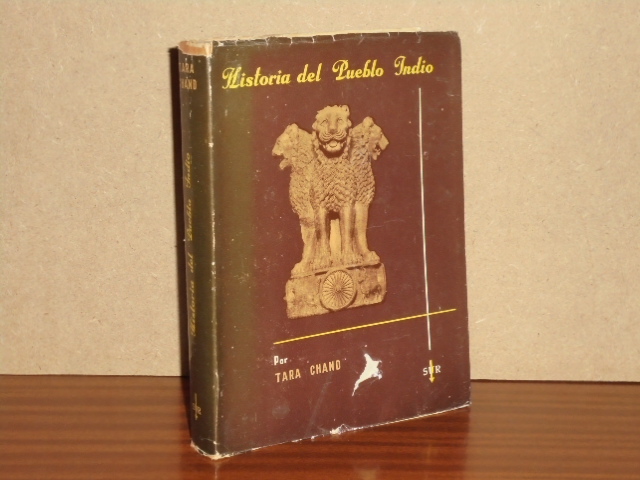 Historia del Pueblo Indio
Por
TARA CHAND
SUR
TARA
CHAND
Historia del Pueblo Indio